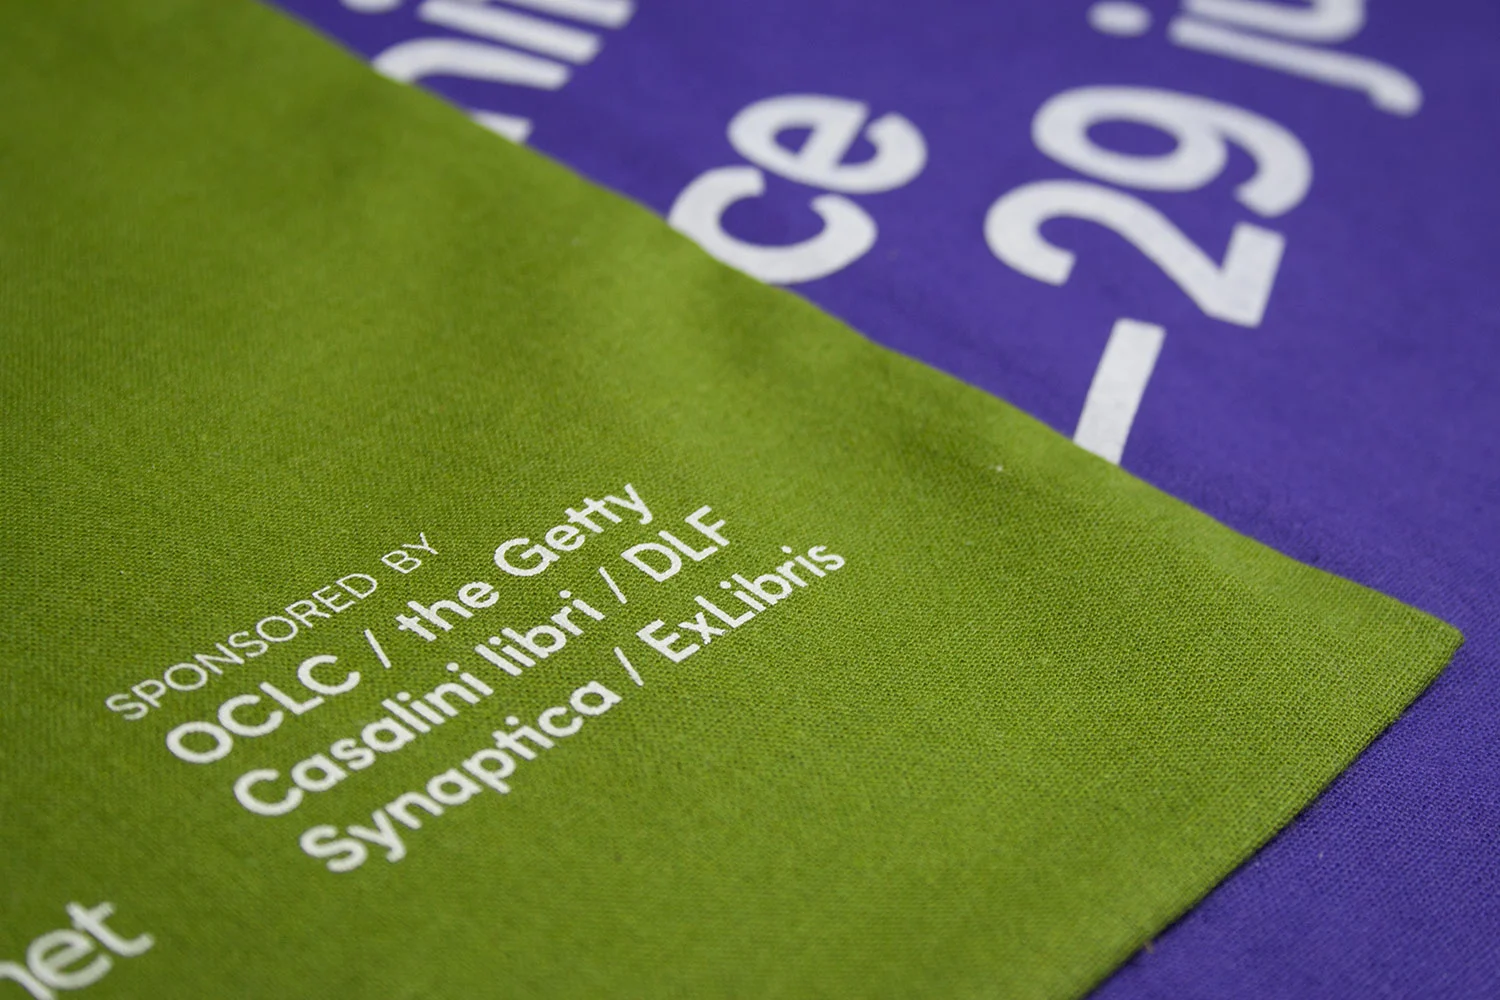 SPONSORED BY
OCLC / the Getty
Casalini libri / DLF
Synaptica / ExLibris
ce
—29 ju
net